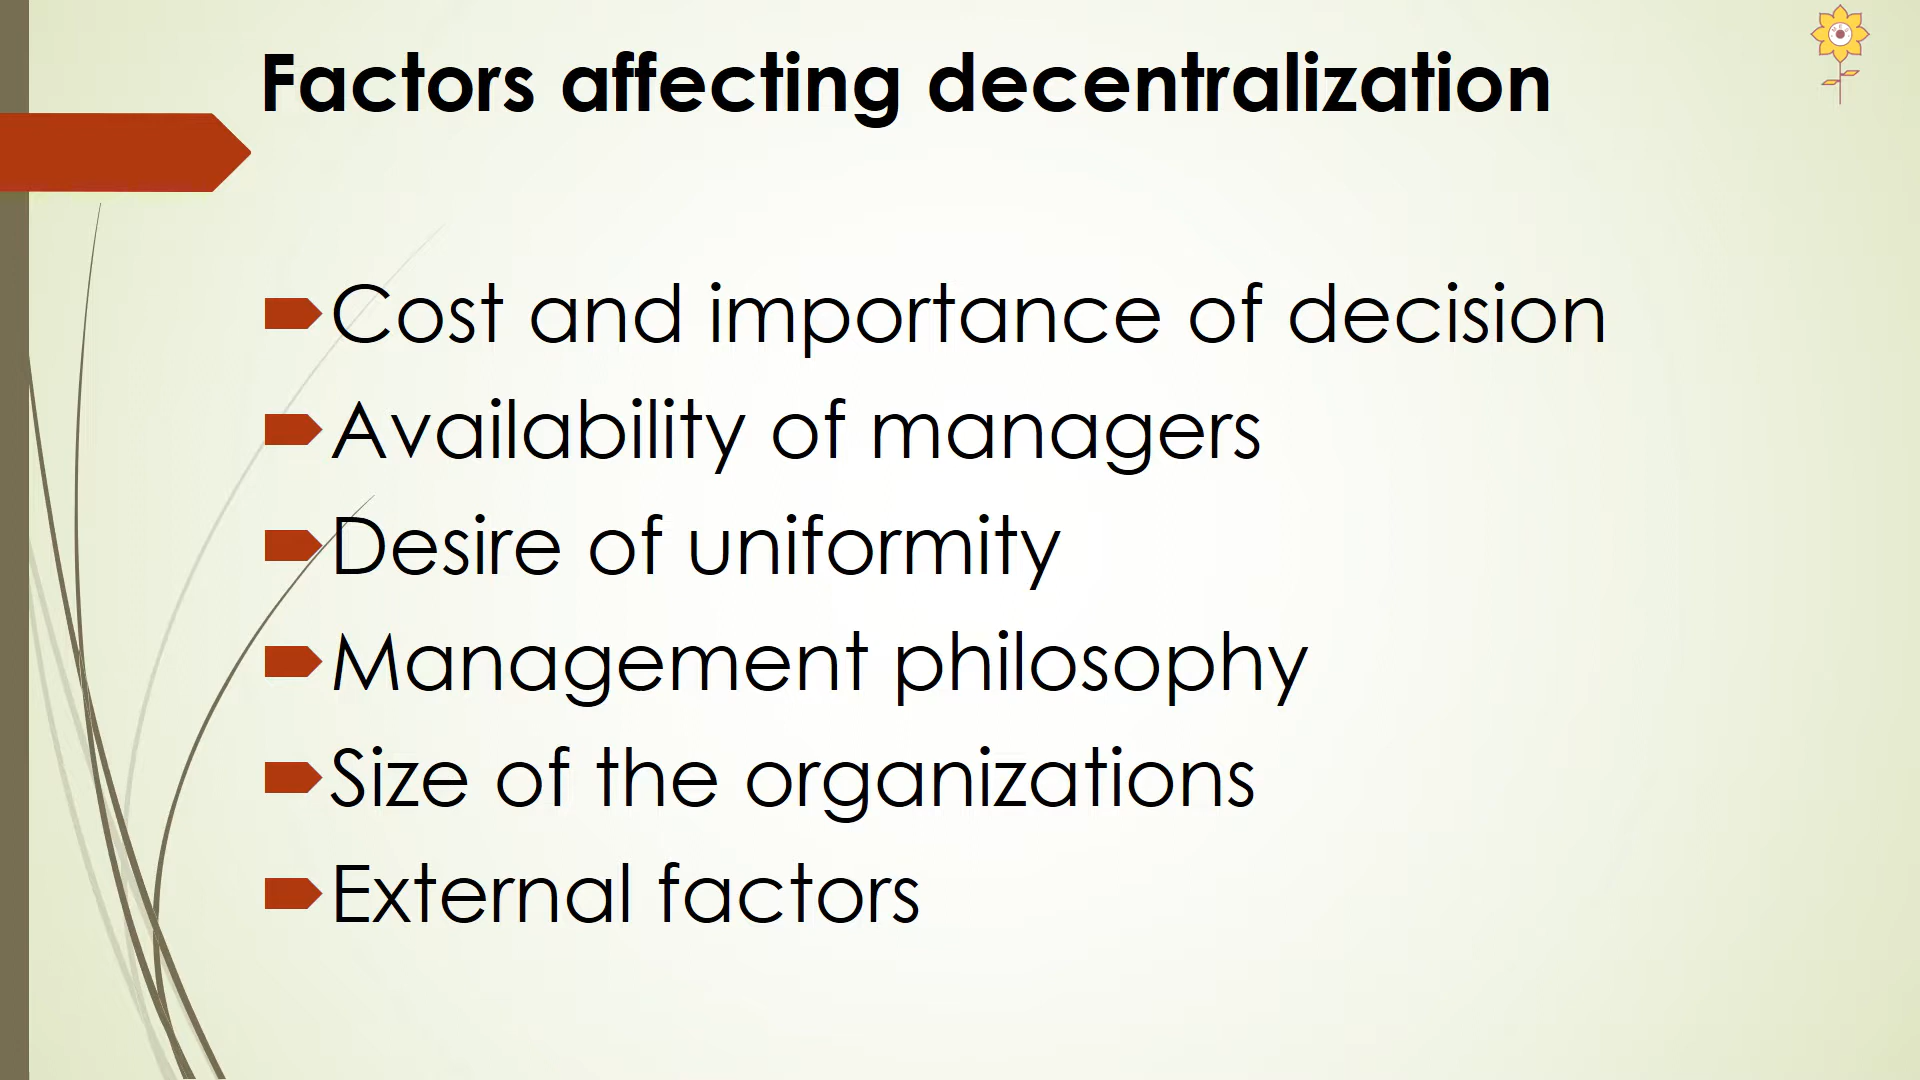 Factors affecting decentralization
Cost and importance of decision
Availability of managers
Desire of uniformity
Management philosophy
Size of the organizations
External factors